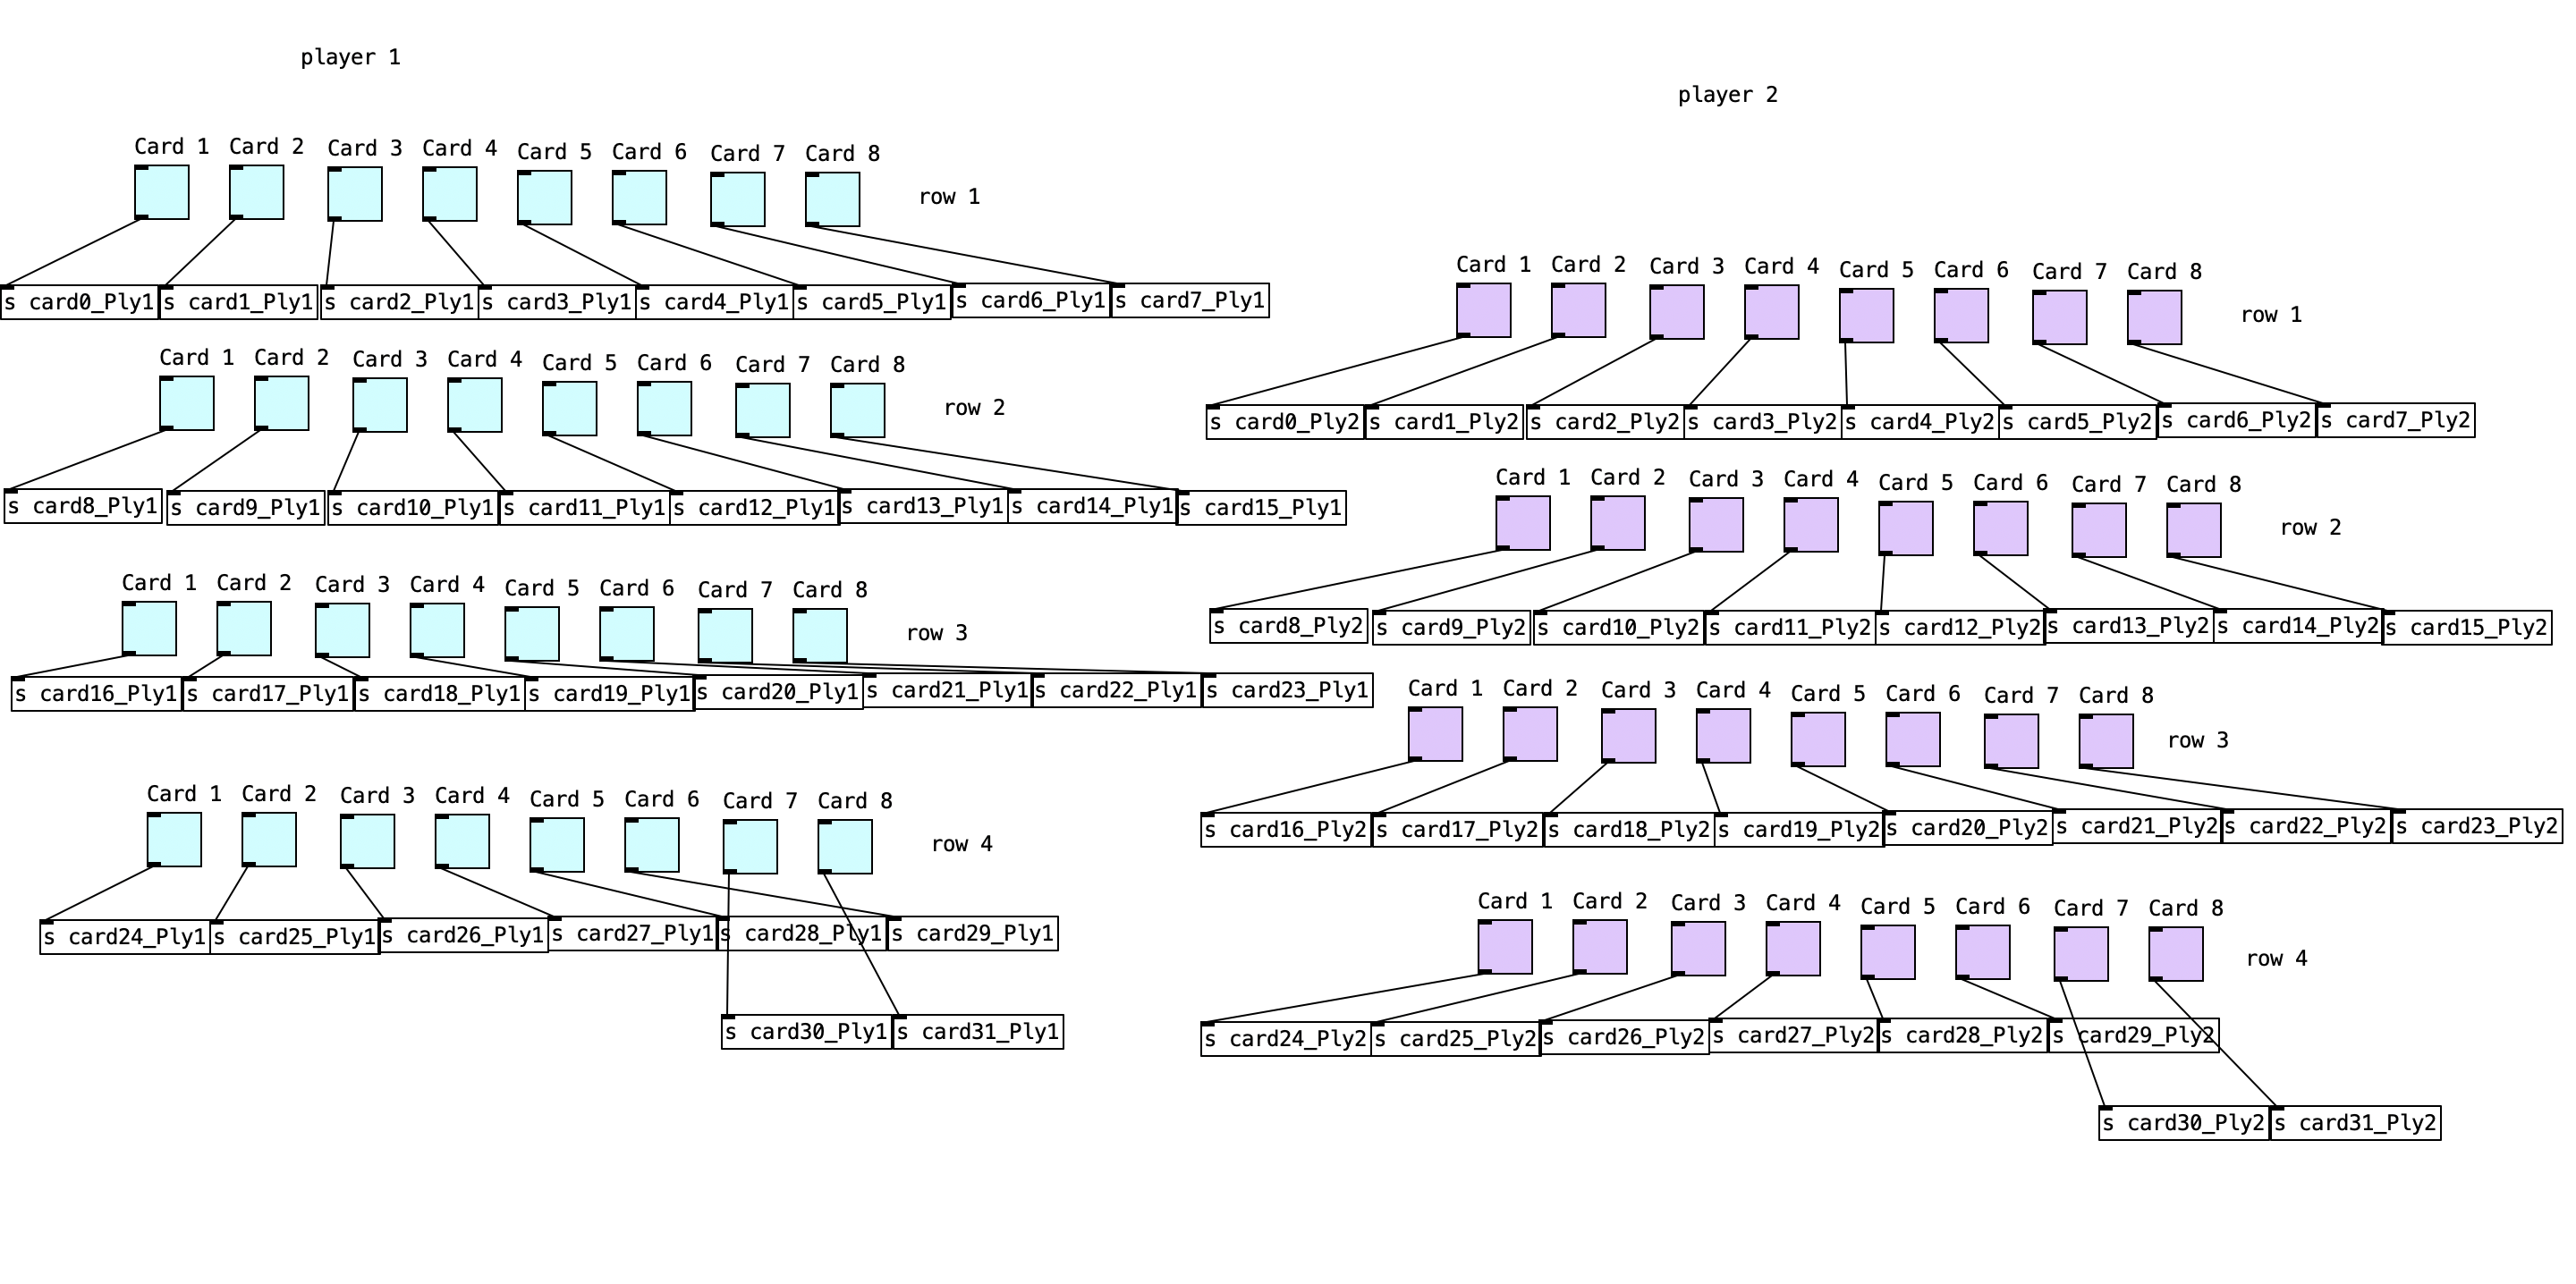 player 1
Card 1 Card 2 Card 3 Card 4 Card 5 Card 6 Card 7 Card 8
row 1
s card0_Ply1 s card1_Ply1 s card2_Ply1 s card3_Ply1 s card4_Ply1 s card5_Ply1 s card6_Ply1 s card7_Ply1
Card 1 Card 2 Card 3 Card 4 Card 5 Card 6 Card 7 Card 8
row 2
s card8_Ply1 s card9_Ply1 s card10_Ply1 s card11_Ply1 s card12_Ply1 s card13_Ply1 s card14_Ply1 s card15_Ply1
Card 1 Card 2 Card 3 Card 4 Card 5 Card 6 Card 7 Card 8
row 3
s card16_Ply1 s card17_Ply1 s card18_Ply1 s card19_Ply1 s card20_Ply1 s card21_Ply1 s card22_Ply1 s card23_Ply1
Card 1 Card 2 Card 3 Card 4 Card 5 Card 6 Card 7 Card 8
row 4
s card24_Ply1 s card25_Ply1 s card26_Ply1 s card27_Ply1 s card28_Ply1 s card29_Ply1
s card30_Ply1 s card31_Ply1
player 2
Card 1 Card 2 Card 3 Card 4 Card 5 Card 6 Card 7 Card 8
row 1
s card0_Ply2 s card1_Ply2 s card2_Ply2 s card3_Ply2 s card4_Ply2 s card5_Ply2 s card6_Ply2 s card7_Ply2
Card 1 Card 2 Card 3 Card 4 Card 5 Card 6 Card 7 Card 8
row 2
s card8_Ply2 s card9_Ply2 s card10_Ply2 s card11_Ply2 s card12_Ply2 s card13_Ply2 s card14_Ply2 s card15_Ply2
Card 1 Card 2 Card 3 Card 4 Card 5 Card 6 Card 7 Card 8
row 3
s card16_Ply2 s card17_Ply2 s card18_Ply2 s card19_Ply2 s card20_Ply2 s card21_Ply2 s card22_Ply2 s card23_Ply2
Card 1 Card 2 Card 3 Card 4 Card 5 Card 6 Card 7 Card 8
row 4
s card24_Ply2 s card25_Ply2 s card26_Ply2 s card27_Ply2 s card28_Ply2 s card29_Ply2
s card30_Ply2 s card31_Ply2